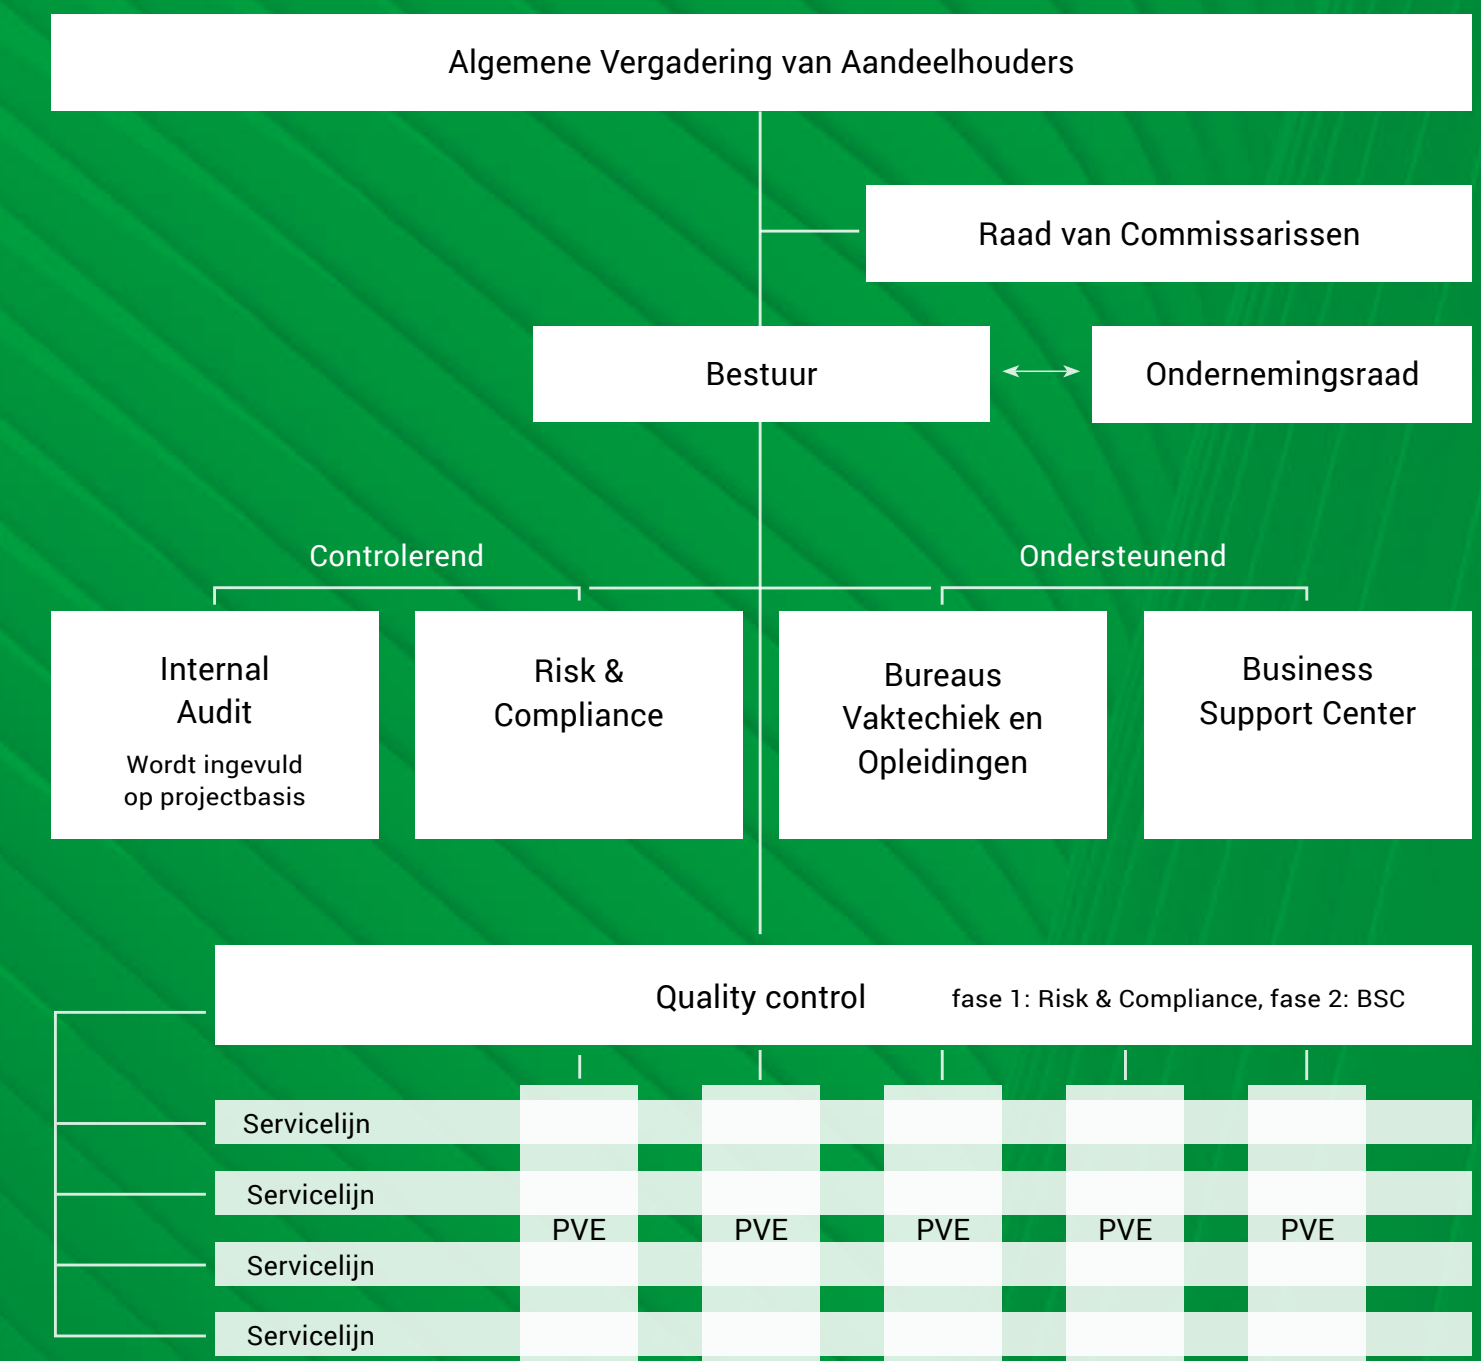 Algemene Vergadering van Aandeelhouders
Raad van Commissarissen
Bestuur
Ondernemingsraad
Controlerend
Ondersteunend
Internal
Audit
Wordt ingevuld
op projectbasis
Risk &
Compliance
Bureaus
Vaktechiek en
Opleidingen
Business
Support Center
Quality control
fase 1: Risk & Compliance, fase 2: BSC
Servicelijn
Servicelijn
PVE PVE PVE PVE PVE
Servicelijn
Servicelijn